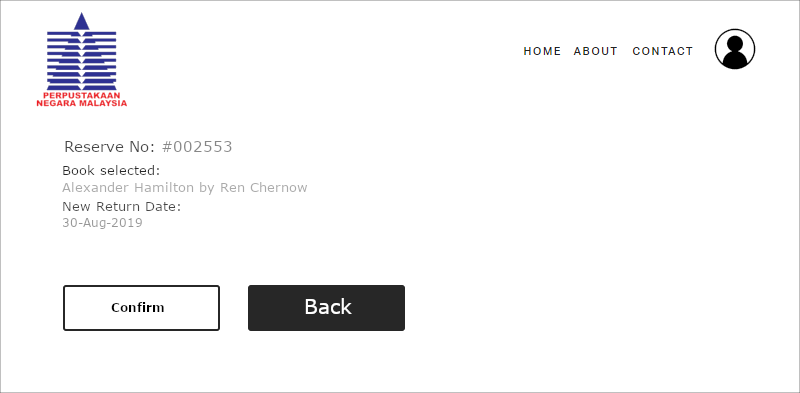 PERPUSTAKAAN
NEGARA MALAYSIA
HOME ABOUT CONTACT
Reserve No: #002553
Book selected:
Alexander Hamilton by Ren Chernow
New Return Date:
30-Aug-2019
Confirm Back